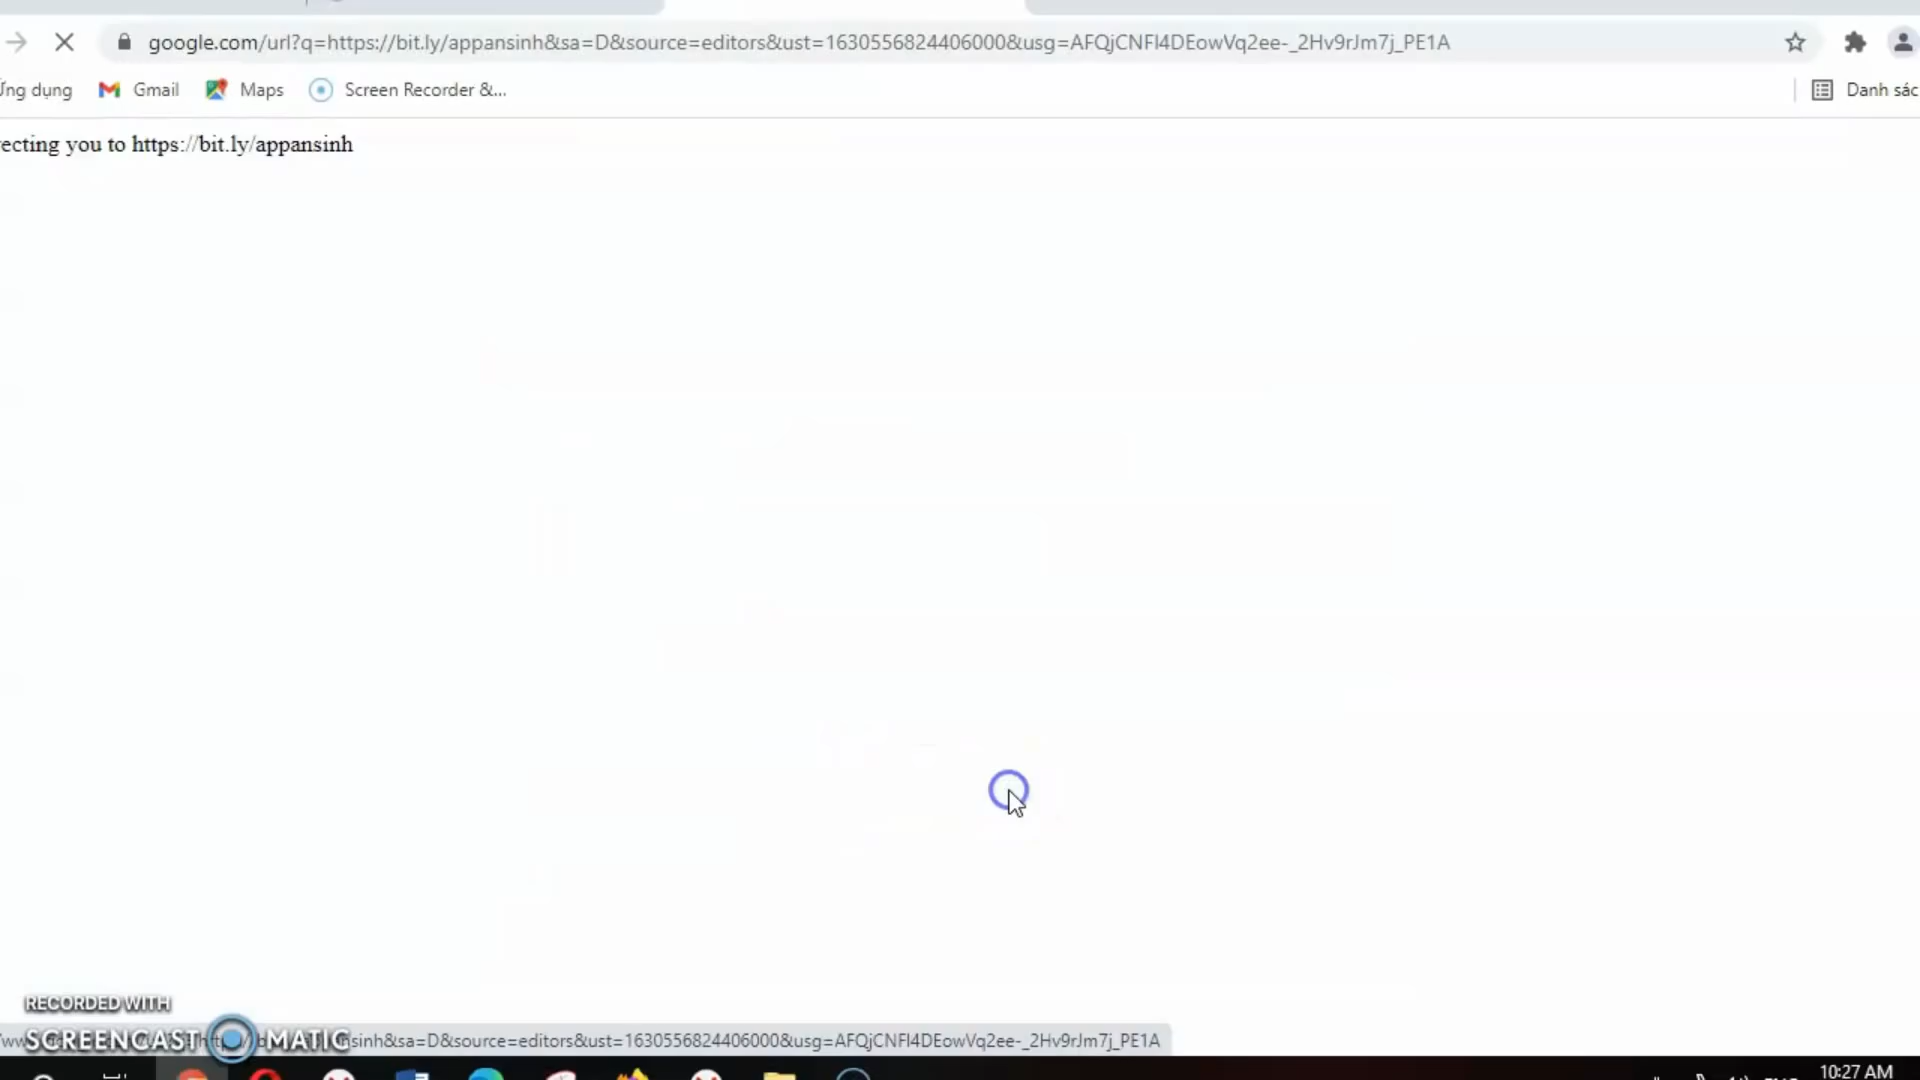 google.com/url?q=https://bit.ly/appansinh&sa=D&source=editors&ust=1630556824406000&usg=AFQjCNFl4DEowVq2ee-_2Hv9rJm7j_PE1A
Ứng dụng Gmail Maps Screen Recorder &... Danh sác
ecting you to https://bit.ly/appansinh
RECORDED WITH
SCREENCAST MATIC
sinh&sa=D&source=editors&ust=1630556824406000&usg=AFQjCNFl4DEowVq2ee-_2Hv9rJm7j_PE1A
10:27 AM